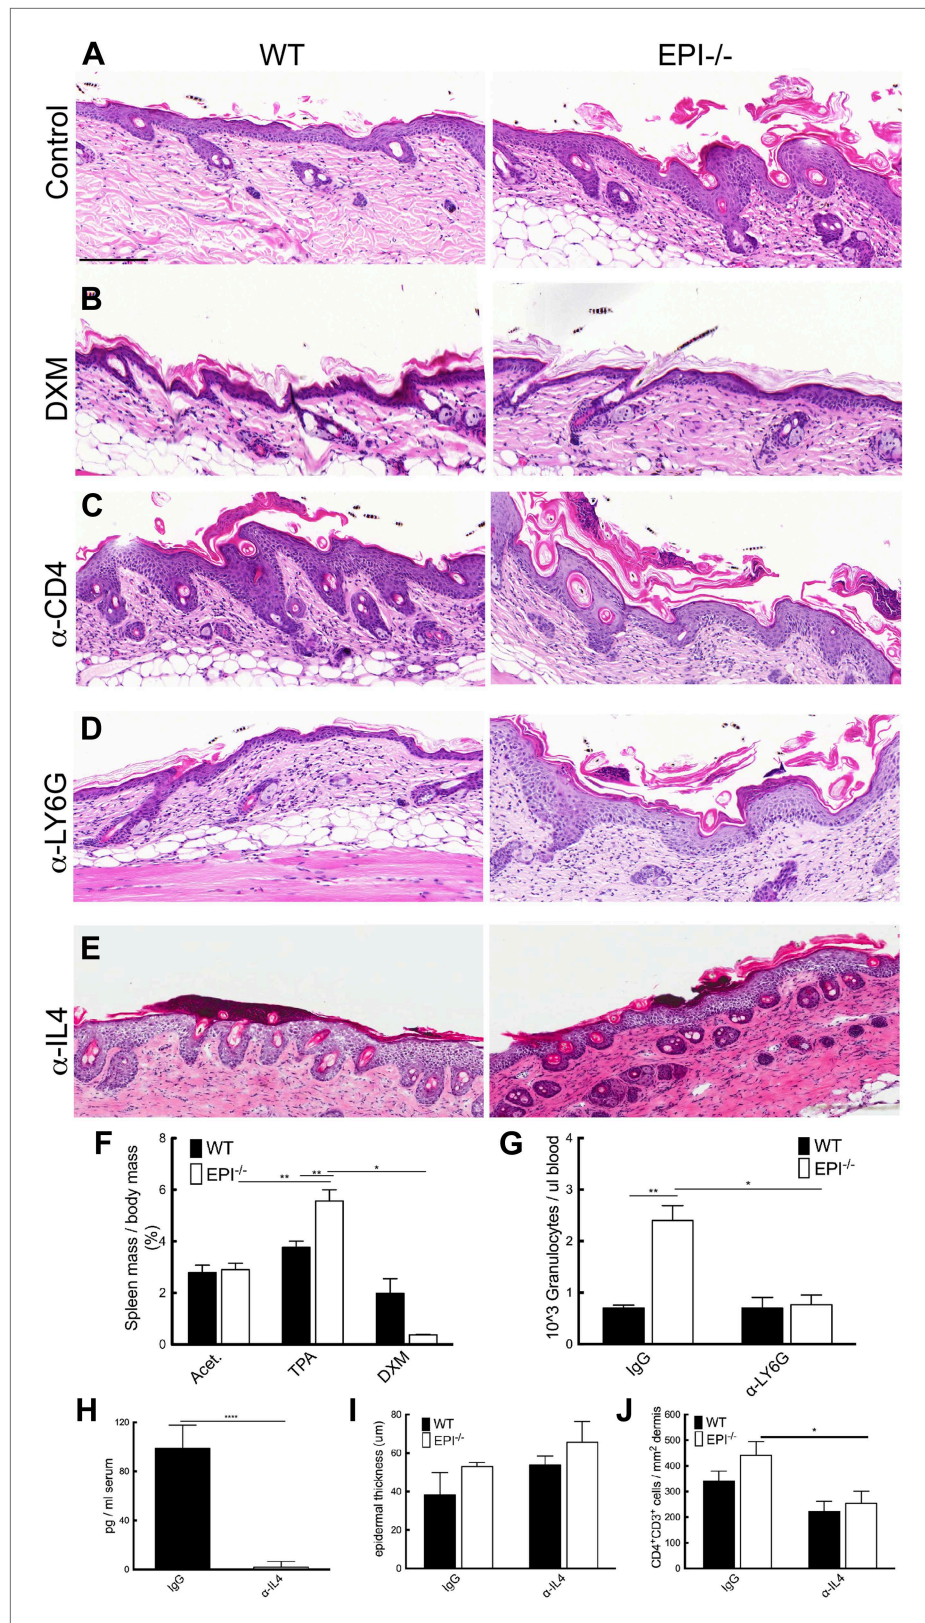 A
WT
EPI-/-
Control
B
DXM
C
α-CD4
D
α-LY6G
E
α-IL4
F
WT
EPI-/-
**
**
*
Spleen mass / body mass
(%)
8
6
4
2
0
Acet.
TPA
DXM
G
WT
EPI-/-
**
*
10^3 Granulocytes / ul blood
4
3
2
1
0
IgG
α-LY6G
H
****
pg / ml serum
120
80
40
0
IgG
α-IL4
I
WT
EPI-/-
epidermal thickness (um)
80
60
40
20
0
IgG
α-IL4
J
WT
EPI-/-
*
CD4+CD3+ cells / mm2 dermis
600
500
400
300
200
100
0
IgG
α-IL4